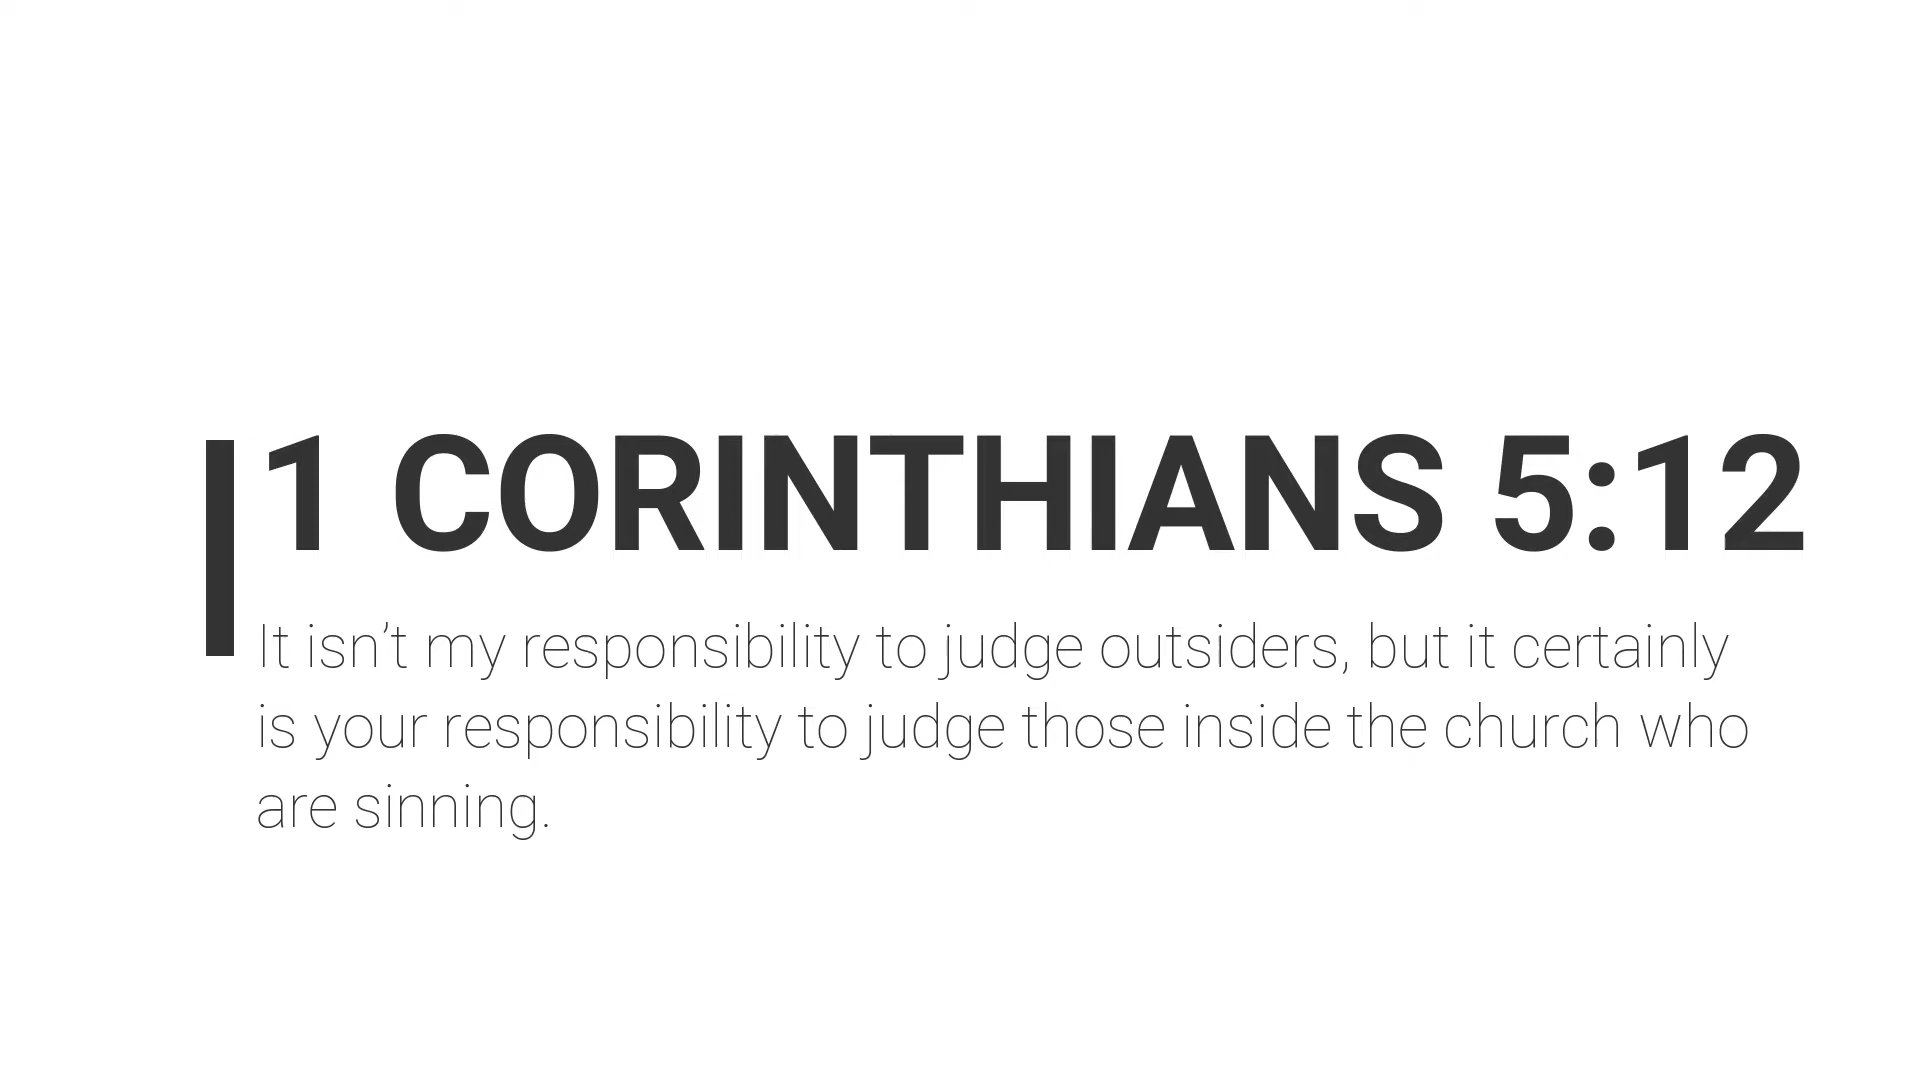 1 CORINTHIANS 5:12
It isn’t my responsibility to judge outsiders, but it certainly
is your responsibility to judge those inside the church who
are sinning.